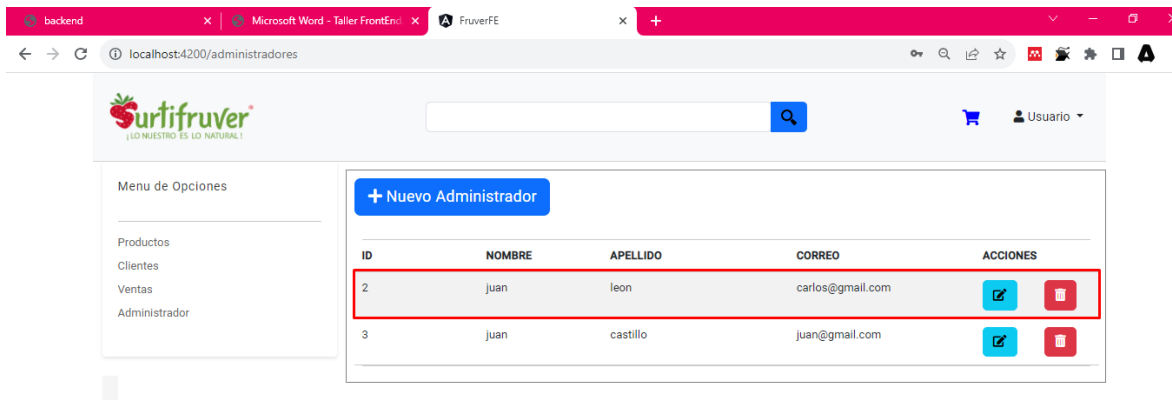 backend
Microsoft Word - Taller FrontEnd
FruverFE
localhost:4200/administradores
Surtifruver
¡LO NUESTRO ES LO NATURAL!
Usuario
Menu de Opciones
Productos
Clientes
Ventas
Administrador
+ Nuevo Administrador
ID NOMBRE APELLIDO CORREO ACCIONES
2 juan leon carlos@gmail.com
3 juan castillo juan@gmail.com